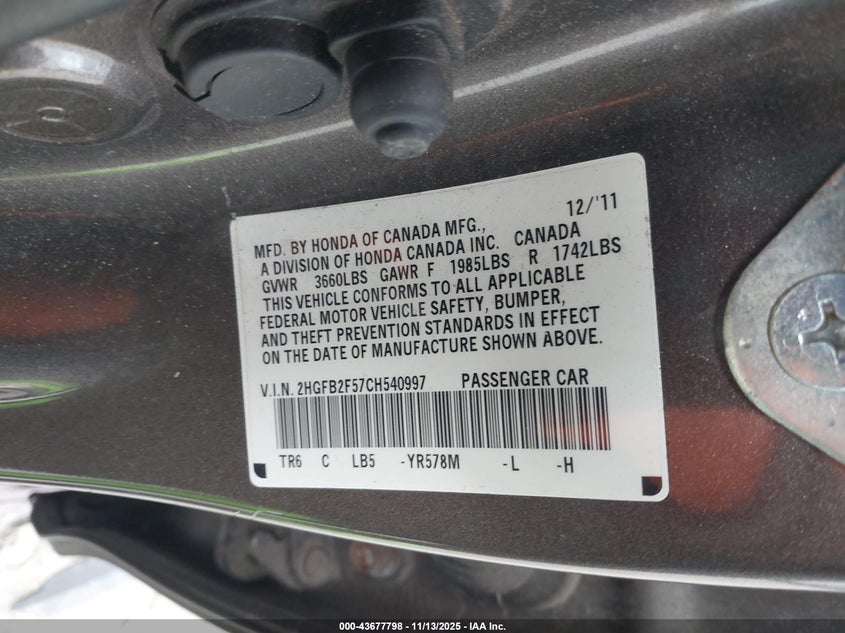 12/'11
MFD. BY HONDA OF CANADA MFG.,
A DIVISION OF HONDA CANADA INC. CANADA
GVWR 3660LBS GAWR F 1985LBS R 1742LBS
THIS VEHICLE CONFORMS TO ALL APPLICABLE
FEDERAL MOTOR VEHICLE SAFETY, BUMPER,
AND THEFT PREVENTION STANDARDS IN EFFECT
ON THE DATE OF MANUFACTURE SHOWN ABOVE.
V.I.N. 2HGFB2F57CH540997 PASSENGER CAR
TR6 C LB5 -YR578M -L -H
000-43677798 - 11/13/2025 - IAA Inc.